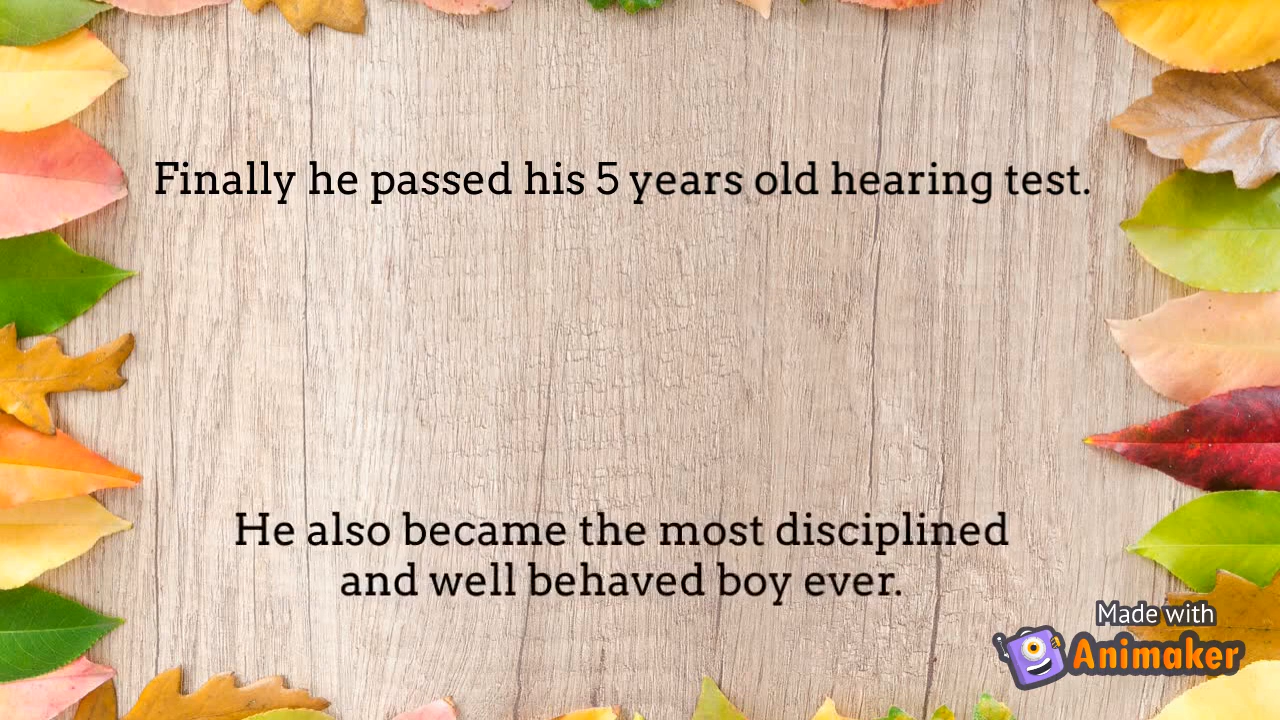 Finally he passed his 5 years old hearing test.
He also became the most disciplined
and well behaved boy ever.
Made with
Animaker